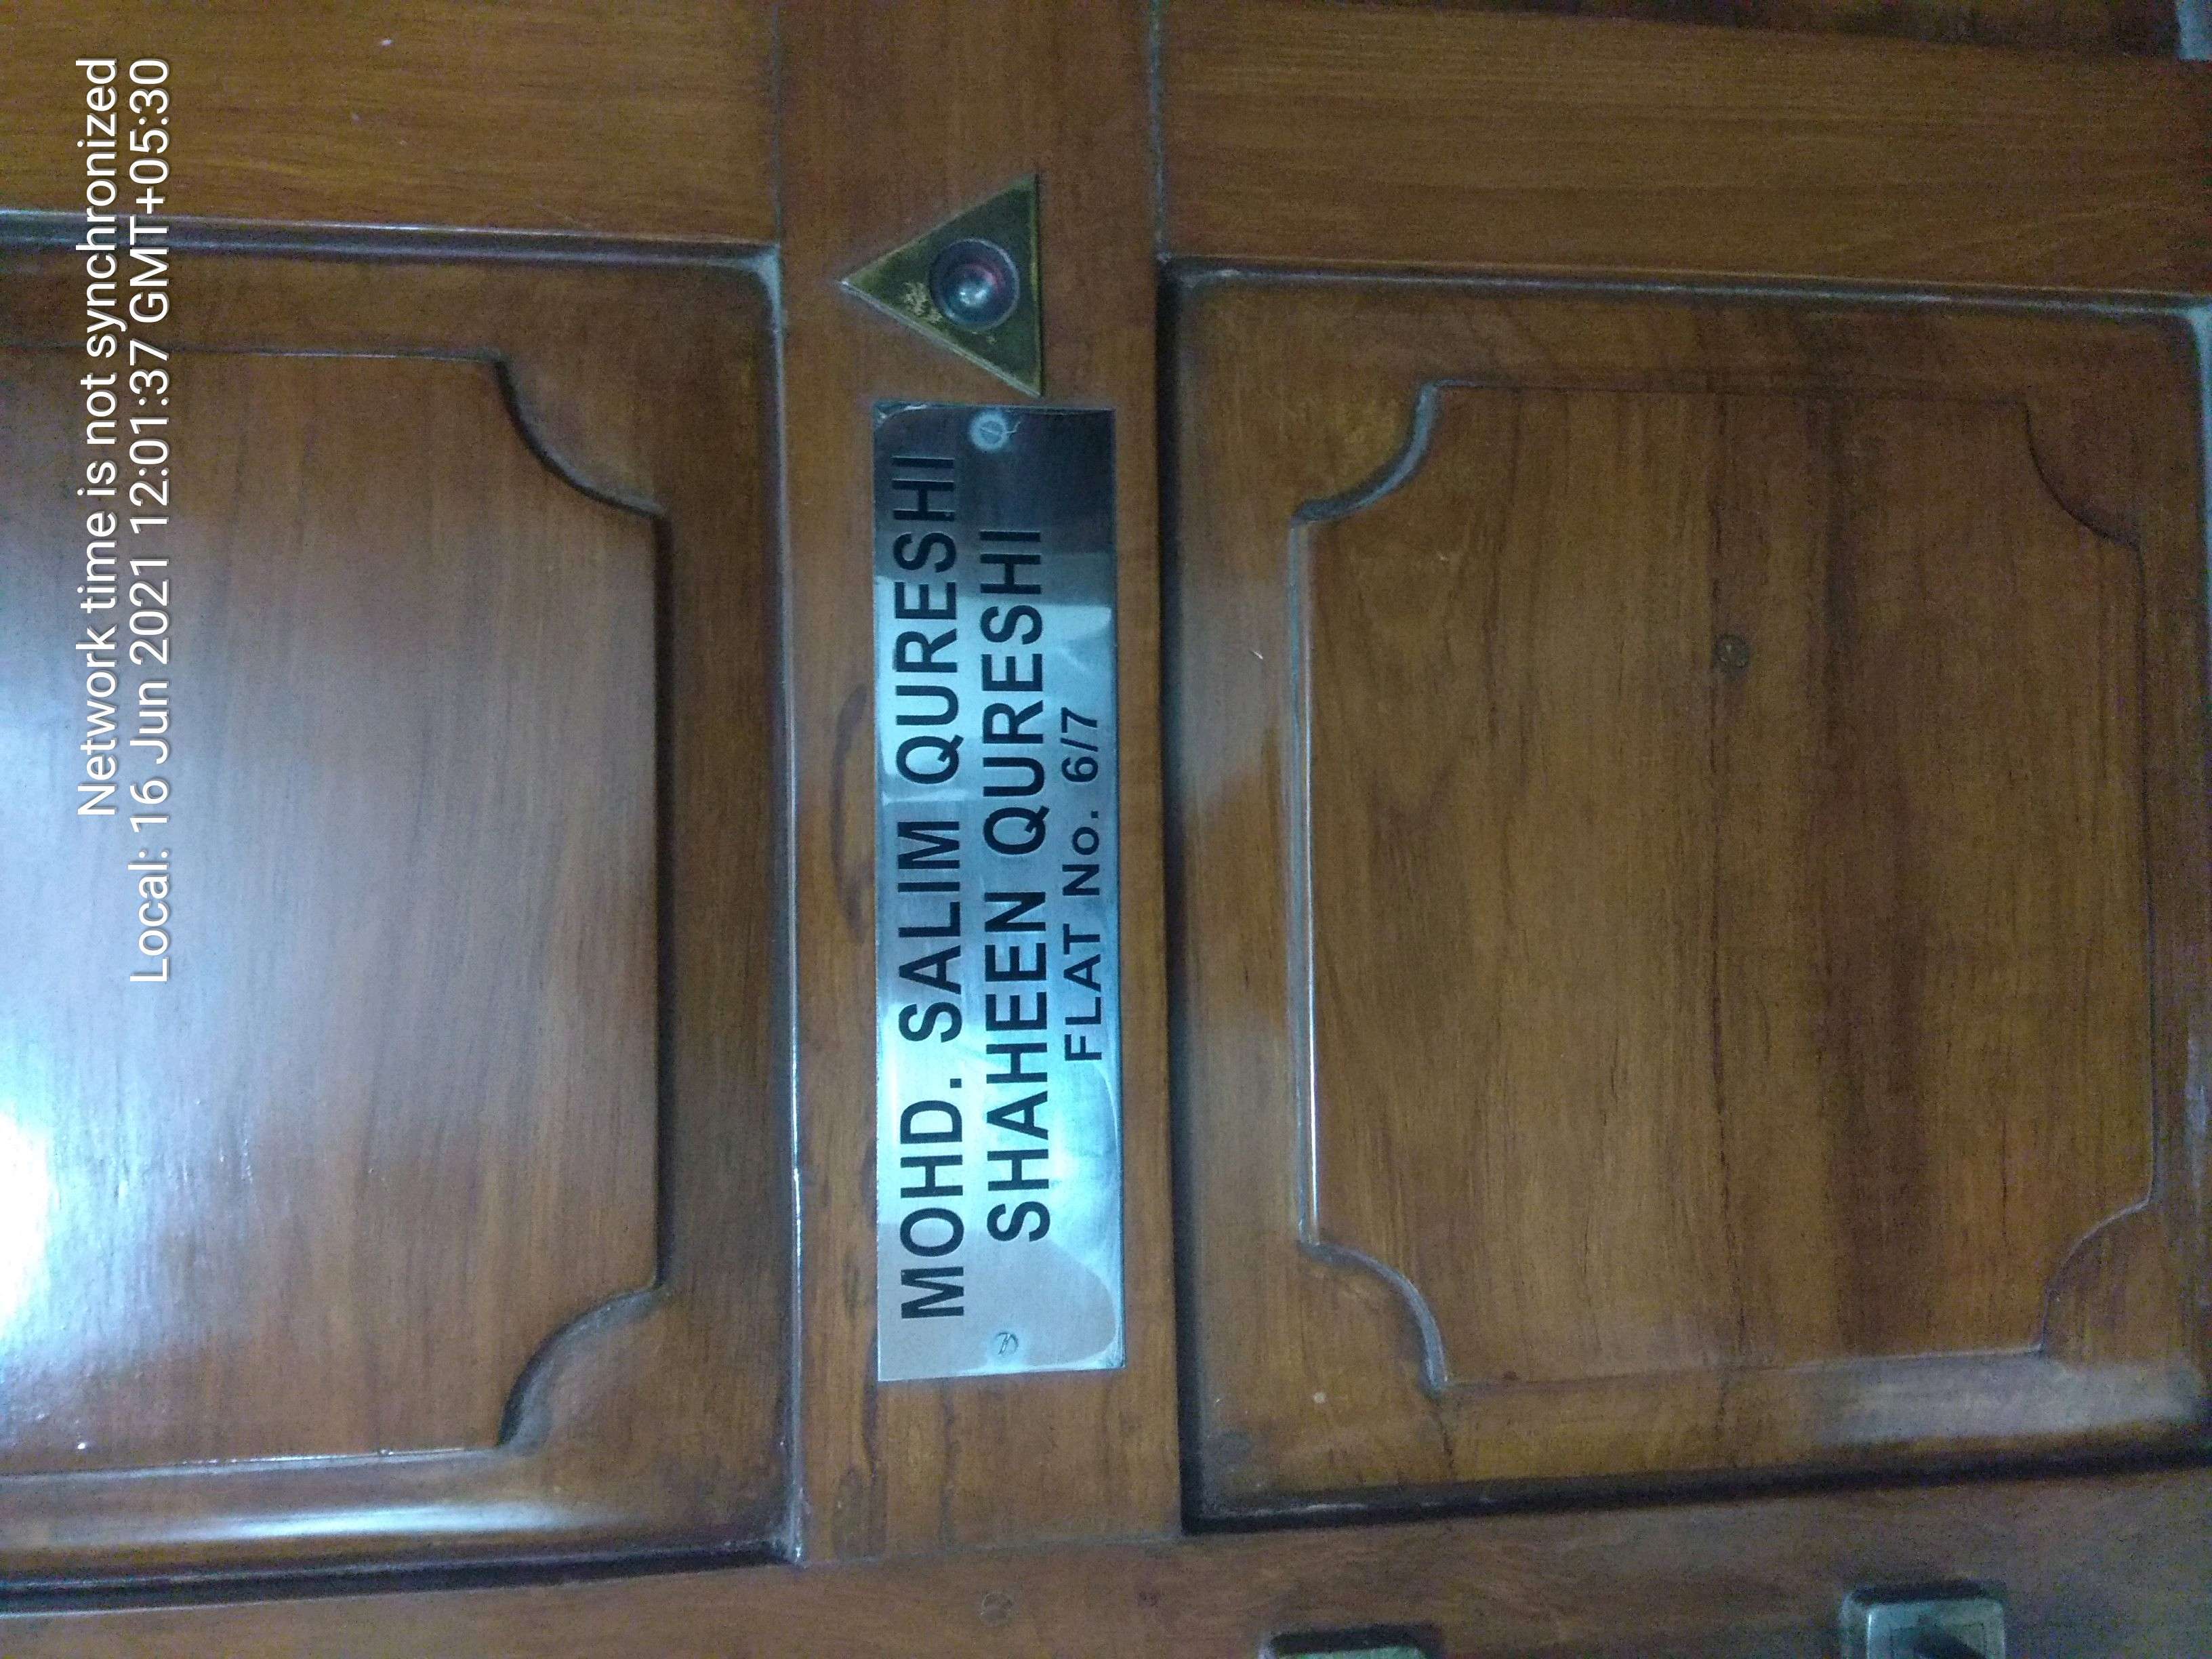 Network time is not synchronized
Local: 16 Jun 2021 12:01:37 GMT+05:30
MOHD. SALIM QURESHI
SHAHEEN QURESHI
FLAT No. 6/7